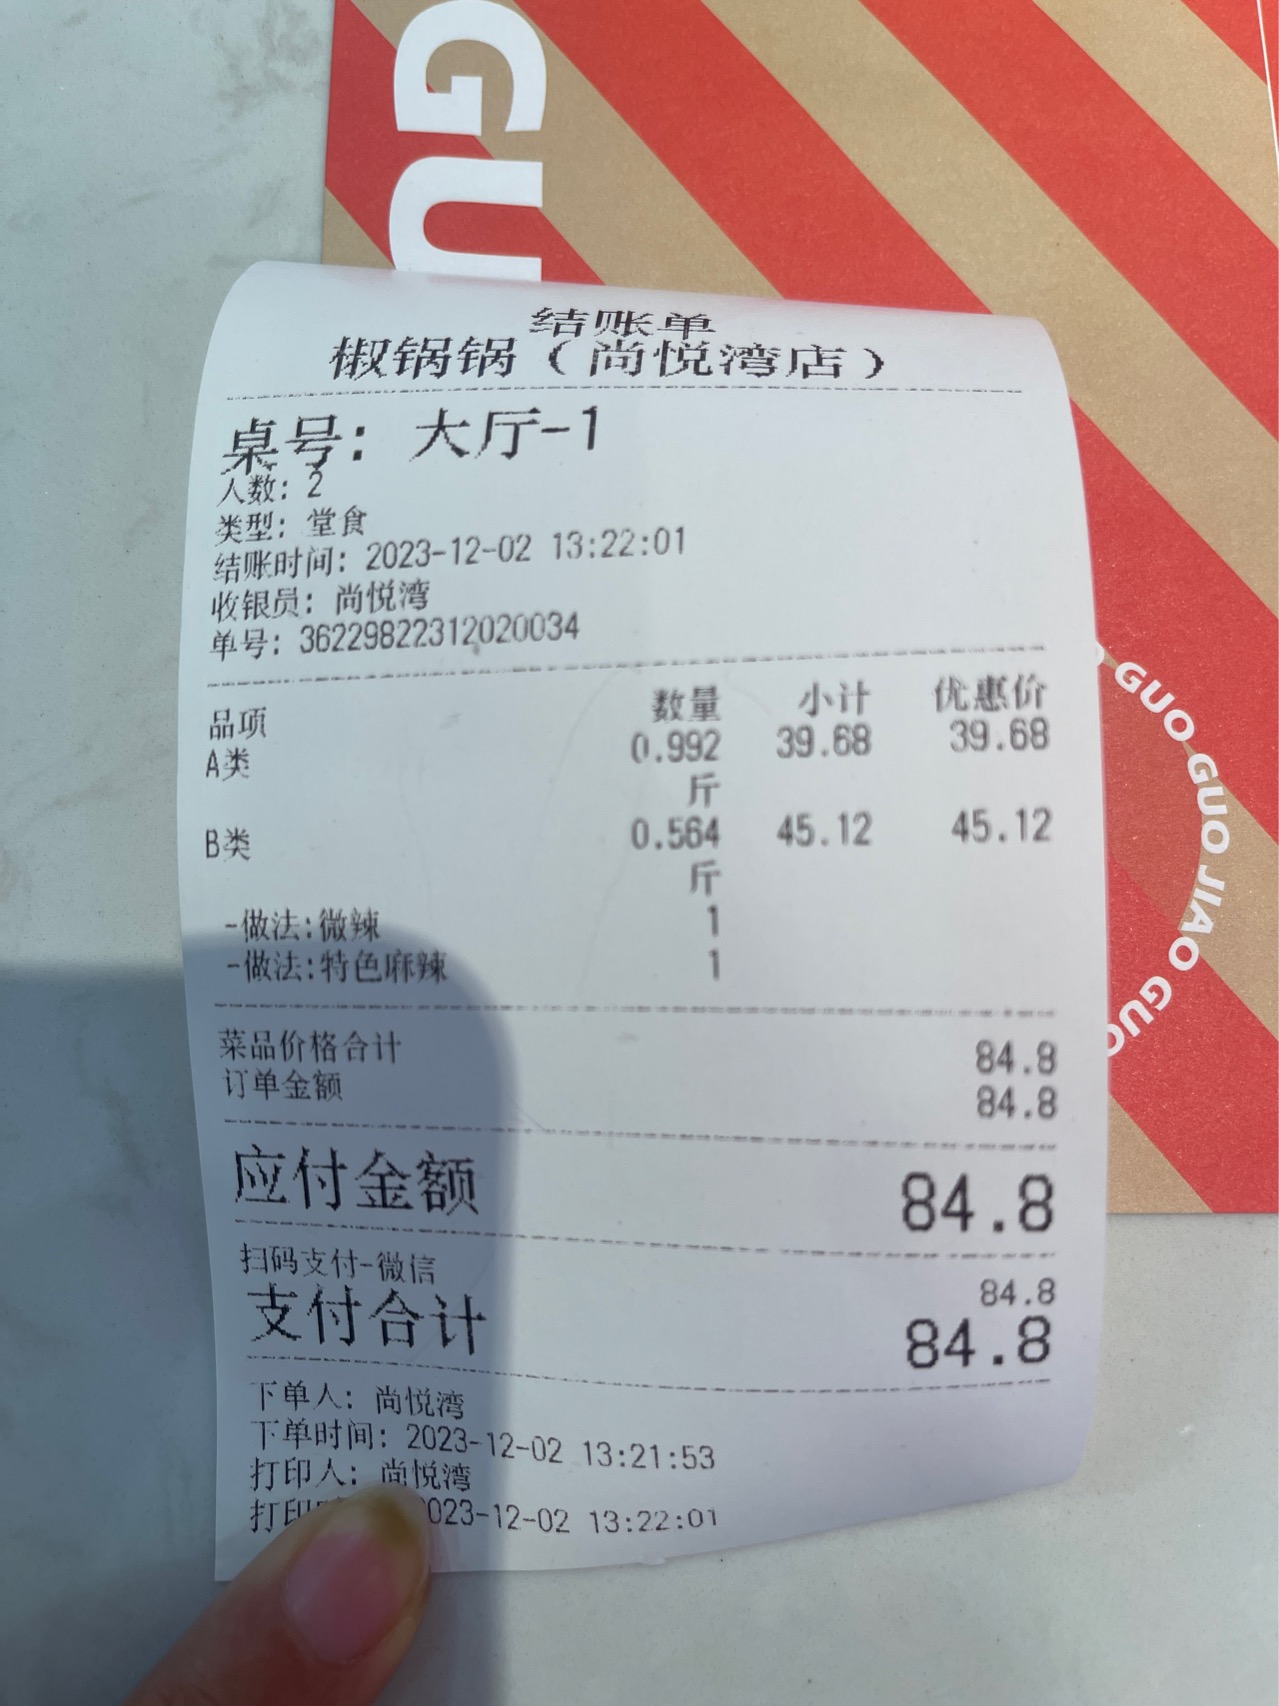 GU
结账单
椒锅锅（尚悦湾店）
桌号：大厅-1
人数：2
类型：堂食
结账时间：2023-12-02 13:22:01
收银员：尚悦湾
单号：36229822312020034
品项 数量 小计 优惠价
A类 0.992 39.68 39.68
斤
B类 0.564 45.12 45.12
斤
-做法:微辣 1
-做法:特色麻辣 1
菜品价格合计 84.8
订单金额 84.8
应付金额 84.8
扫码支付-微信 84.8
支付合计 84.8
下单人：尚悦湾
下单时间：2023-12-02 13:21:53
打印人：尚悦湾
打印 023-12-02 13:22:01
GUO GUO JIAO GUO